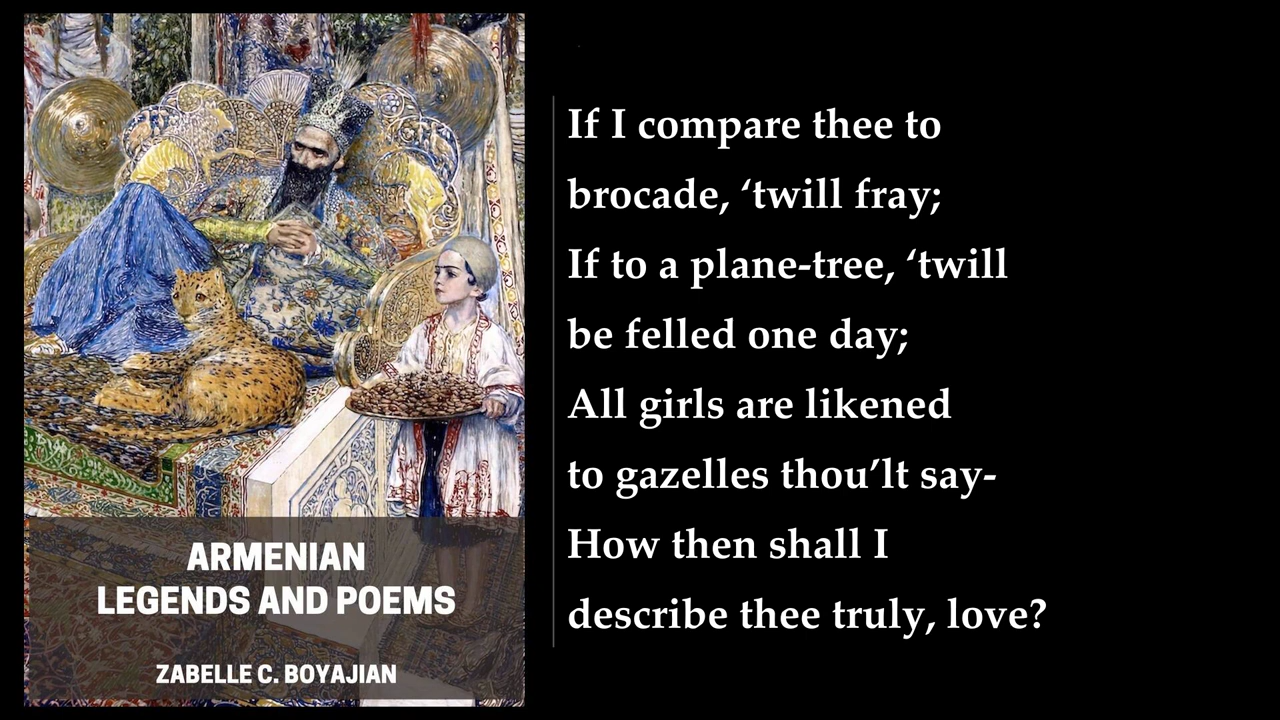 ARMENIAN
LEGENDS AND POEMS
ZABELLE C. BOYAJIAN
If I compare thee to
brocade, ‘twill fray;
If to a plane-tree, ‘twill
be felled one day;
All girls are likened
to gazelles thou’lt say-
How then shall I
describe thee truly, love?